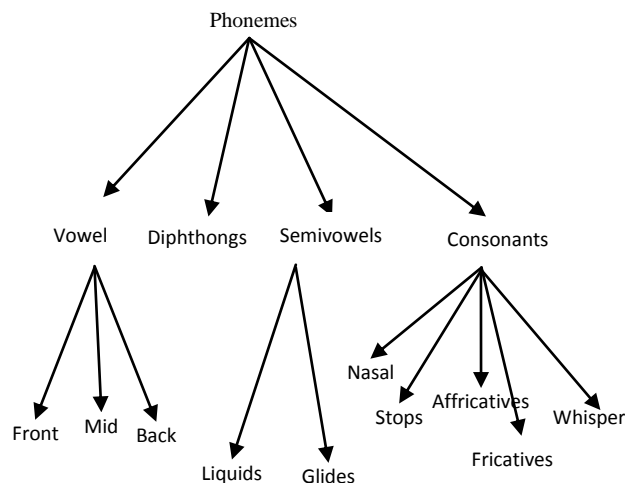 Phonemes
Vowel Diphthongs Semivowels Consonants
Nasal
Front Mid Back Stops Affricatives Whisper
Liquids Glides Fricatives